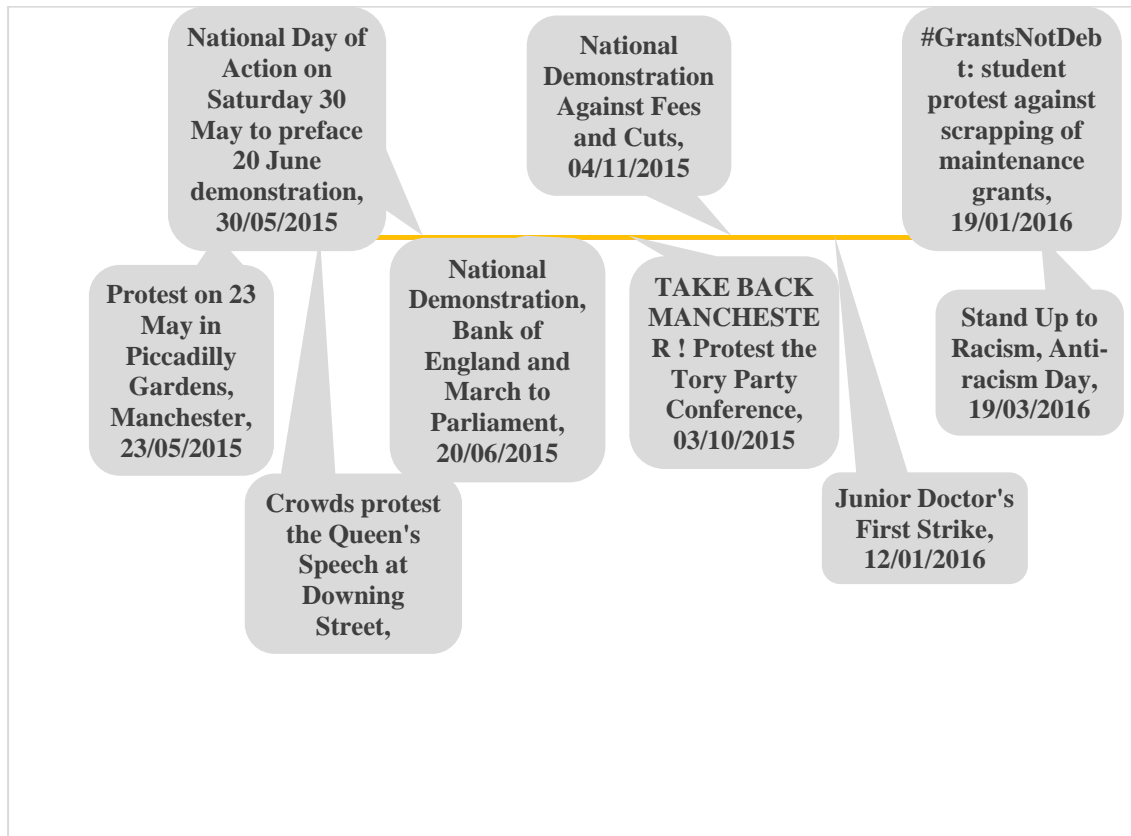 National Day of
Action on
Saturday 30
May to preface
20 June
demonstration,
30/05/2015
National
Demonstration
Against Fees
and Cuts,
04/11/2015
#GrantsNotDeb
t: student
protest against
scrapping of
maintenance
grants,
19/01/2016
Protest on 23
May in
Piccadilly
Gardens,
Manchester,
23/05/2015
National
Demonstration,
Bank of
England and
March to
Parliament,
20/06/2015
TAKE BACK
MANCHESTE
R ! Protest the
Tory Party
Conference,
03/10/2015
Stand Up to
Racism, Anti-
racism Day,
19/03/2016
Crowds protest
the Queen's
Speech at
Downing
Street,
Junior Doctor's
First Strike,
12/01/2016